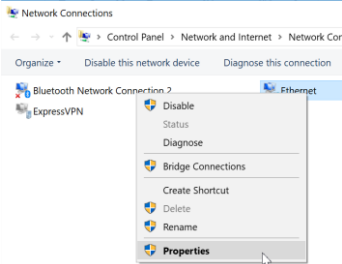 Network Connections
Control Panel > Network and Internet > Network Cor
Organize Disable this network device Diagnose this connection
Bluetooth Network Connection 2 Ethernet
ExpressVPN
Disable
Status
Diagnose
Bridge Connections
Create Shortcut
Delete
Rename
Properties